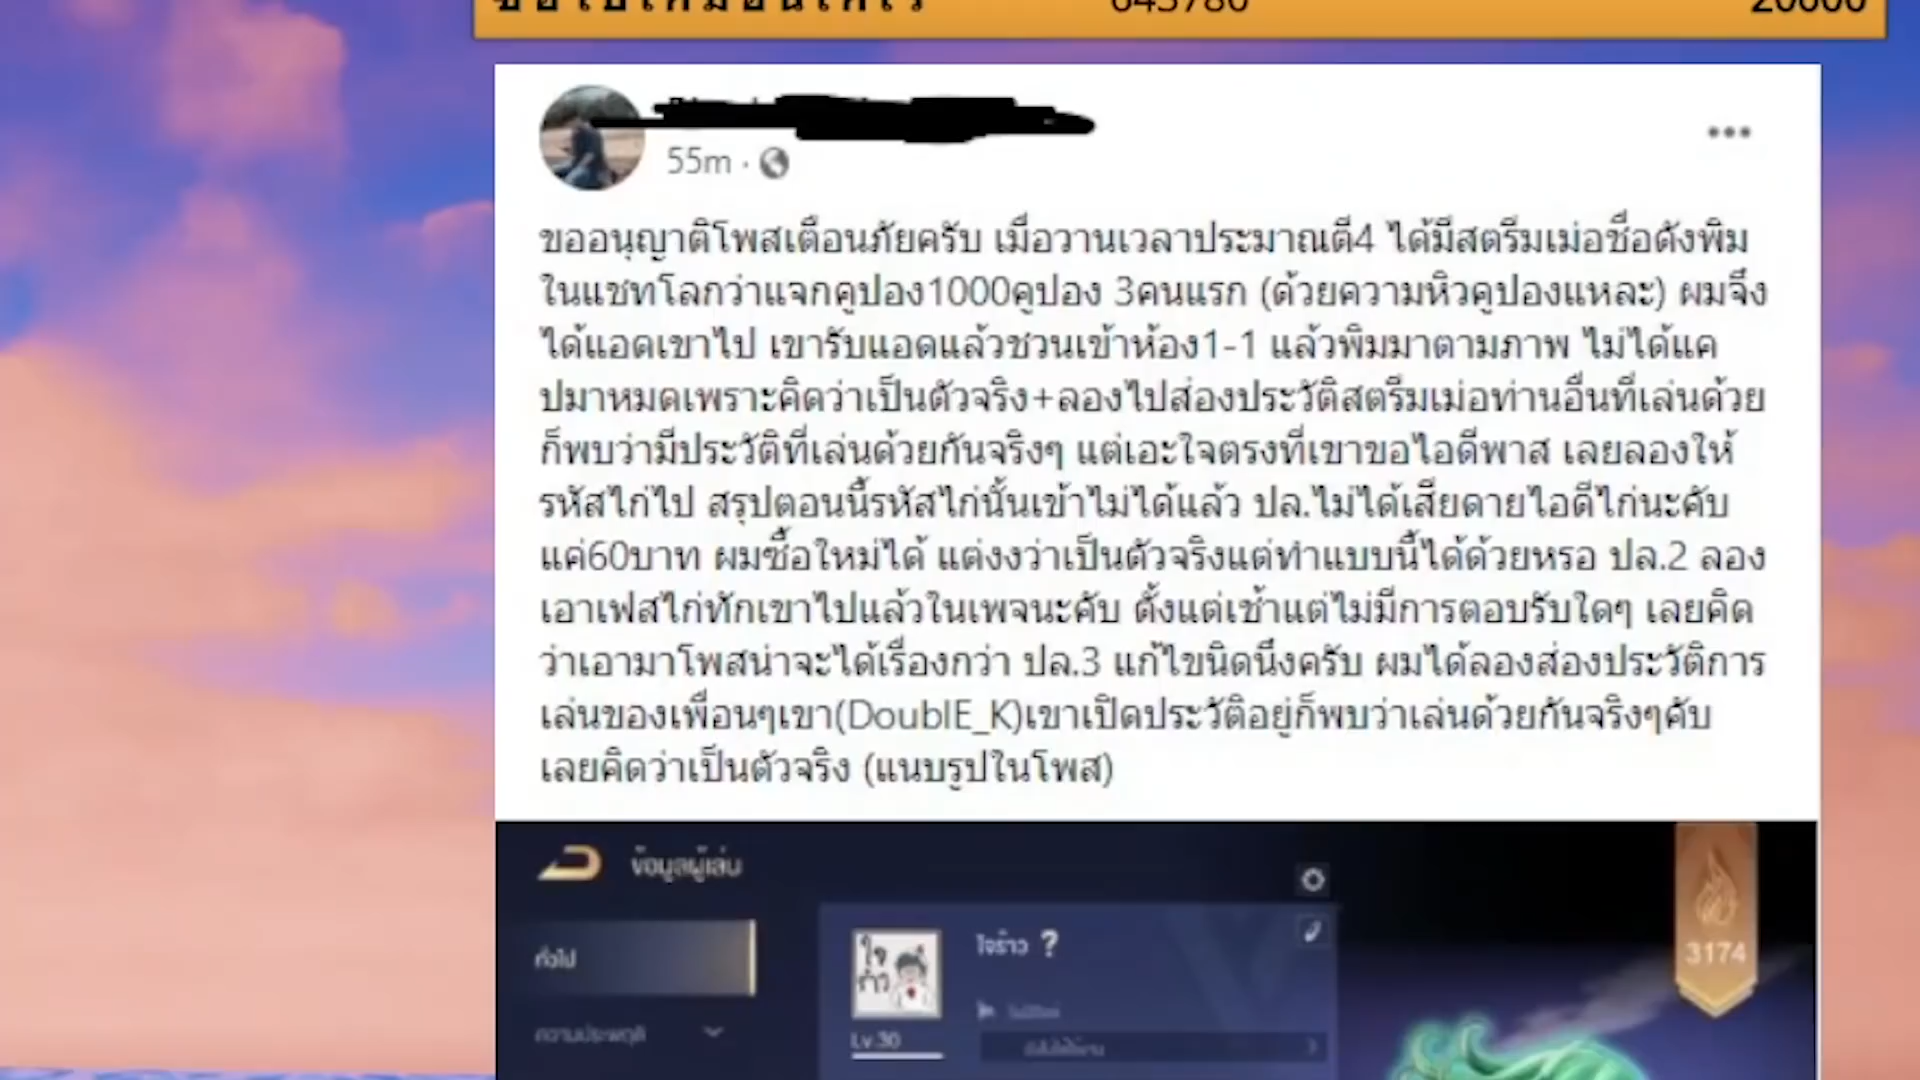 55m
ขออนุญาติโพสเตือนภัยครับ เมื่อวานเวลาประมาณตี4 ได้มีสตรีมเม่อชื่อดังพิม
ในแชทโลกว่าแจกคูปอง1000คูปอง 3คนแรก (ด้วยความหิวคูปองแหละ) ผมจึง
ได้แอดเขาไป เขารับแอดแล้วชวนเข้าห้อง1-1 แล้วพิมมาตามภาพ ไม่ได้แค
ปมาหมดเพราะคิดว่าเป็นตัวจริง+ลองไปส่องประวัติสตรีมเม่อท่านอื่นที่เล่นด้วย
ก็พบว่ามีประวัติที่เล่นด้วยกันจริงๆ แต่เอะใจตรงที่เขาขอไอดีพาส เลยลองให้
รหัสไก่ไป สรุปตอนนี้รหัสไก่นั้นเข้าไม่ได้แล้ว ปล.ไม่ได้เสียดายไอดีไก่นะคับ
แค่60บาท ผมซื้อใหม่ได้ แต่งงว่าเป็นตัวจริงแต่ทำแบบนี้ได้ด้วยหรอ ปล.2 ลอง
เอาเฟสไก่ทักเขาไปแล้วในเพจนะคับ ตั้งแต่เช้าแต่ไม่มีการตอบรับใดๆ เลยคิด
ว่าเอามาโพสน่าจะได้เรื่องกว่า ปล.3 แก้ไขนิดนึงครับ ผมได้ลองส่องประวัติการ
เล่นของเพื่อนๆเขา(DoublE_K)เขาเปิดประวัติอยู่ก็พบว่าเล่นด้วยกันจริงๆคับ
เลยคิดว่าเป็นตัวจริง (แนบรูปในโพส)
ข้อมูลผู้เล่น
ทั่วไป
ใจร้าว ?
3174
Lv.30
ความประพฤติ